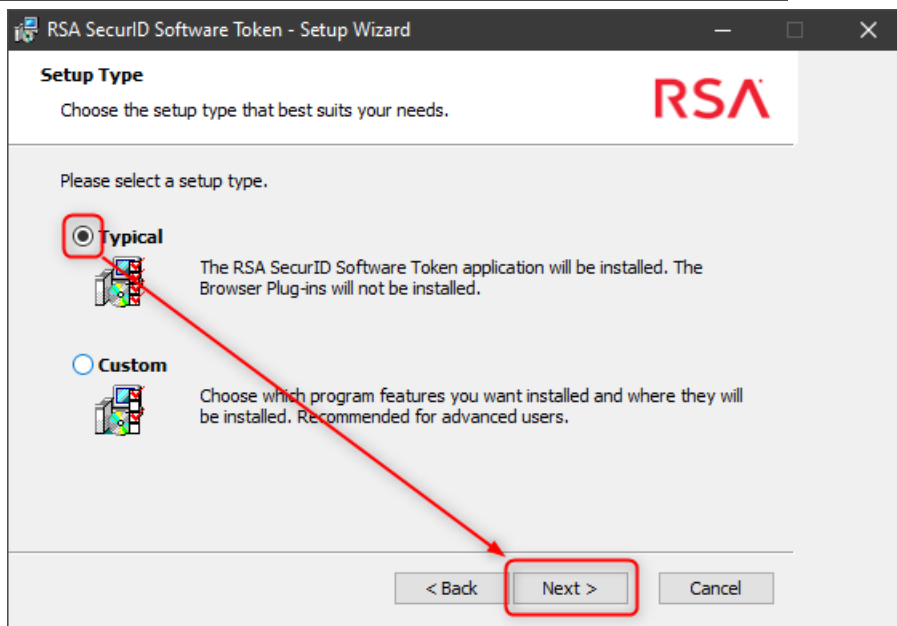 RSA SecurID Software Token - Setup Wizard
Setup Type
Choose the setup type that best suits your needs.
RSA
Please select a setup type.
Typical
The RSA SecurID Software Token application will be installed. The
Browser Plug-ins will not be installed.
Custom
Choose which program features you want installed and where they will
be installed. Recommended for advanced users.
< Back
Next >
Cancel